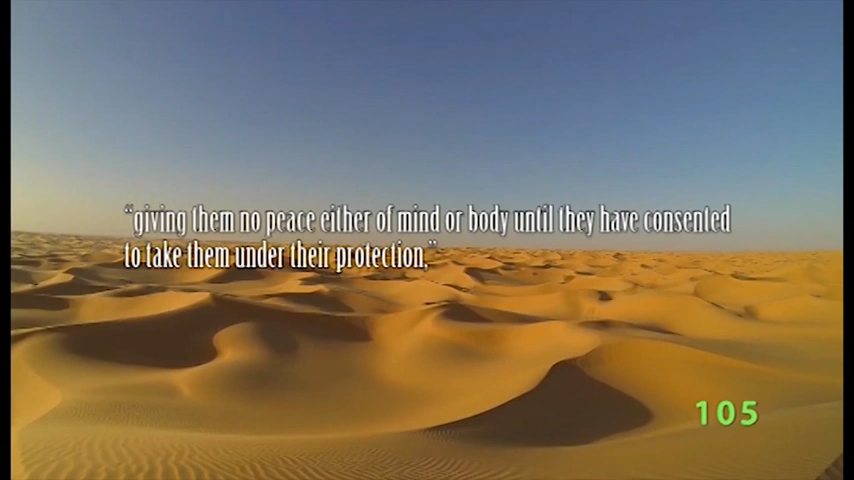 “giving them no peace either of mind or body until they have consented
to take them under their protection,”
105